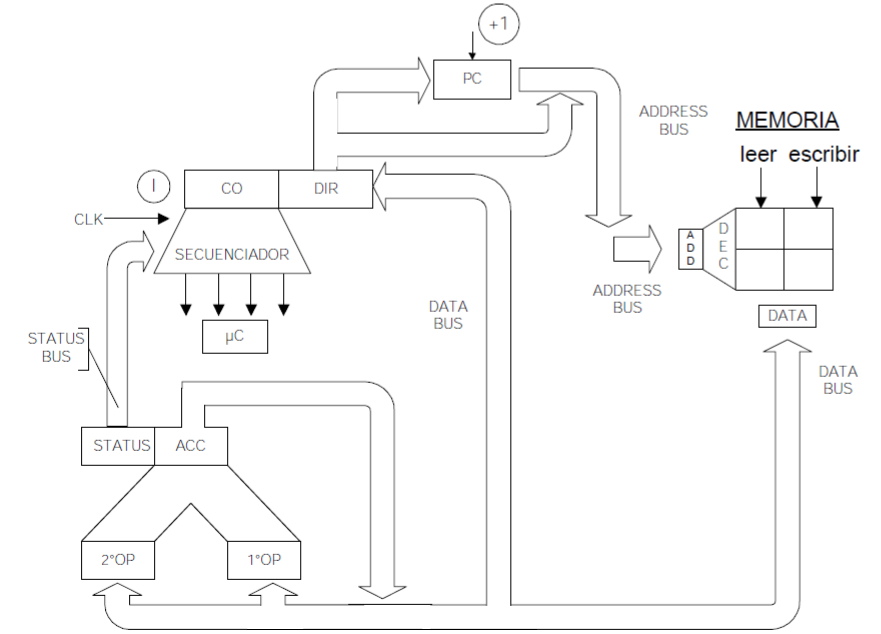 +1
PC
ADDRESS
BUS
MEMORIA
leer escribir
I
CO
DIR
CLK
SECUENCIADOR
A
D
D
D
E
C
ADDRESS
BUS
DATA
DATA
BUS
µC
STATUS
BUS
DATA
BUS
STATUS
ACC
2°OP
1°OP